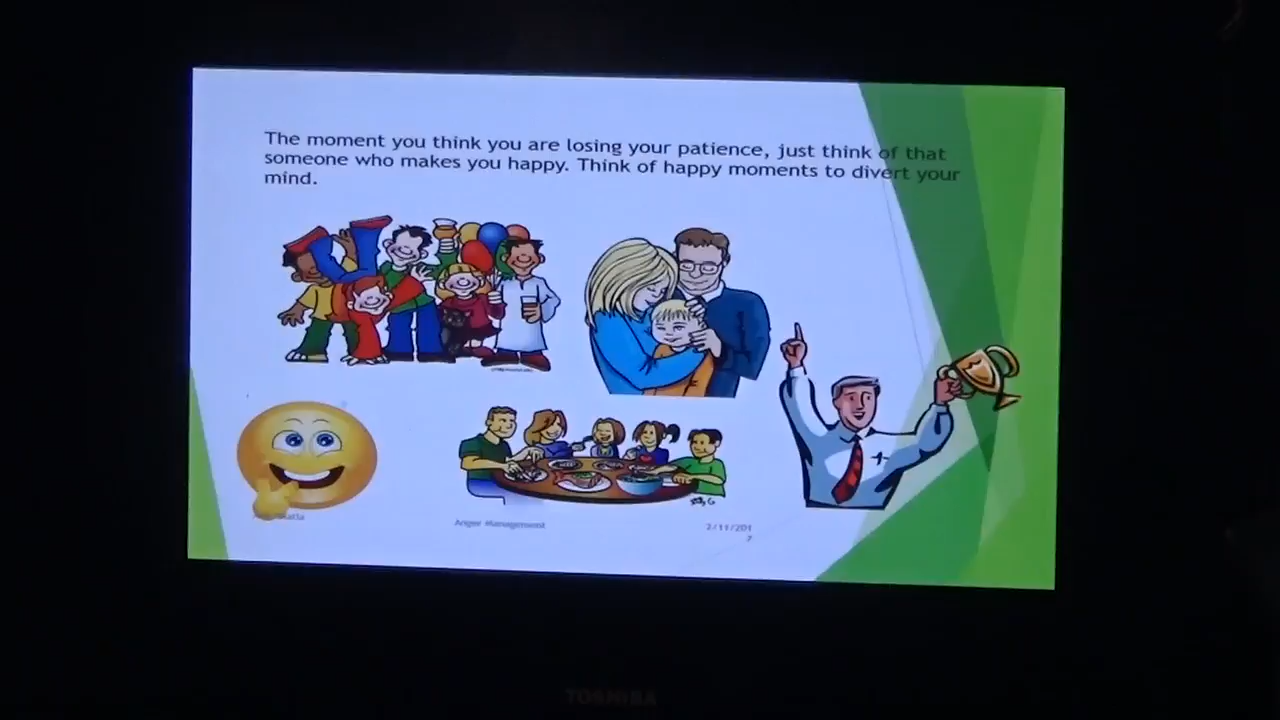 The moment you think you are losing your patience, just think of that
someone who makes you happy. Think of happy moments to divert your
mind.
Anger Management
2/11/201
7
TOSHIBA